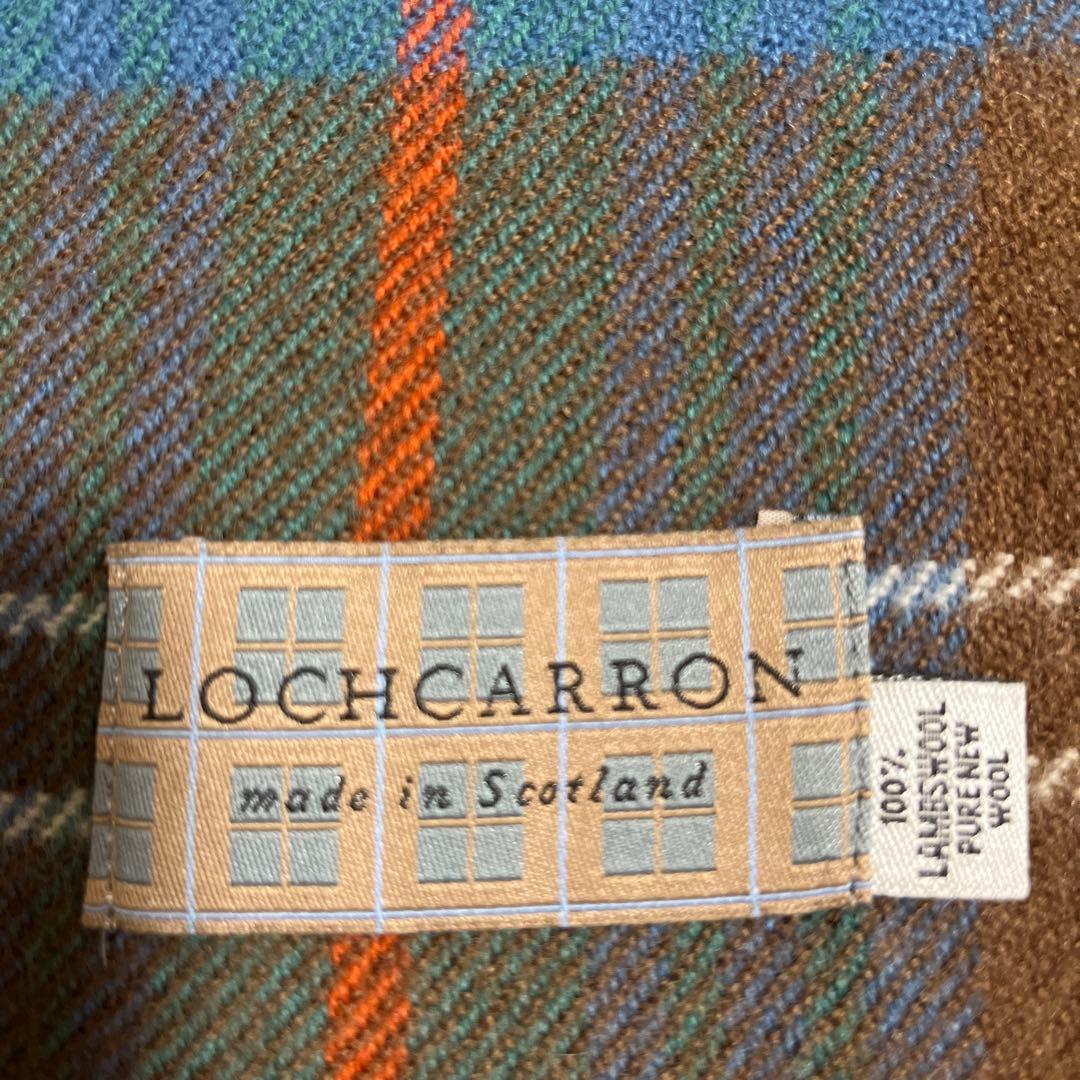 LOCHCARRON
made in Scotland
100%
LAMBSWOOL
PURE NEW
WOOL